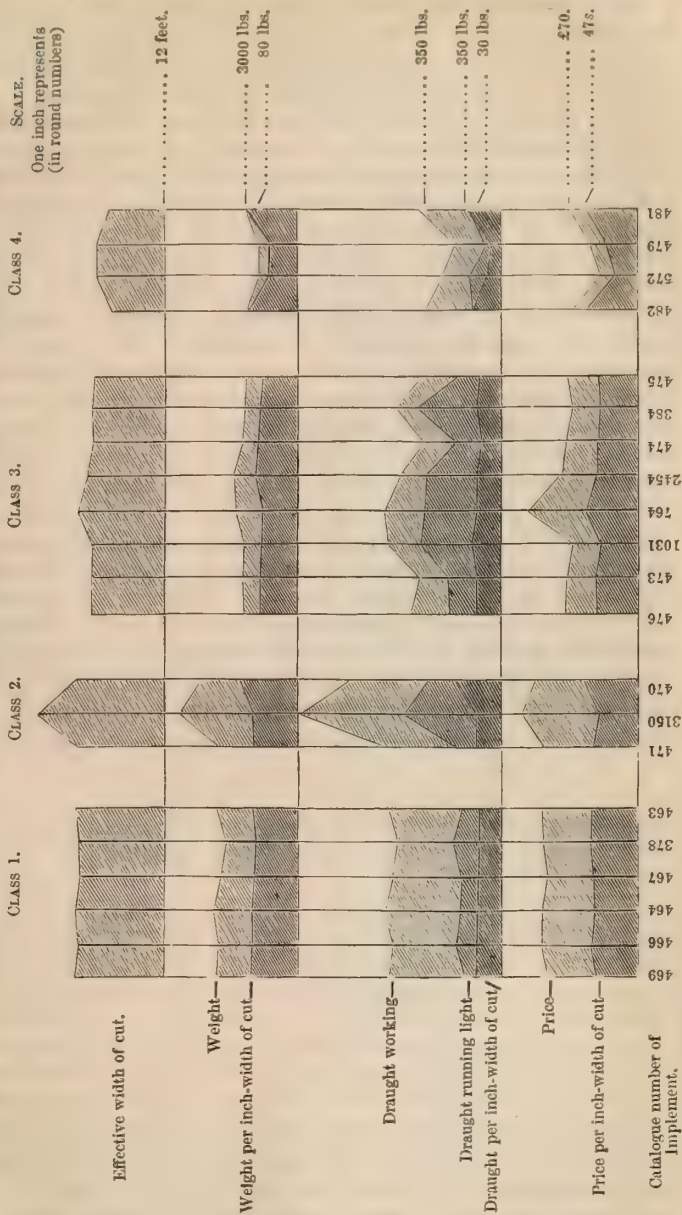 SCALE.
One inch represents
(in round numbers)
12 feet.
3000 lbs.
80 lbs.
350 lbs.
350 lbs.
30 lbs.
£70.
47s.
CLASS 1.
CLASS 2.
CLASS 3.
CLASS 4.
Effective width of cut.
Weight
Weight per inch-width of cut
Draught working
Draught running light
Draught per inch-width of cut
Price
Price per inch-width of cut
Catalogue number of
Implement.
469
466
464
467
378
463
471
3150
470
476
473
1031
764
2454
474
384
475
482
572
479
481